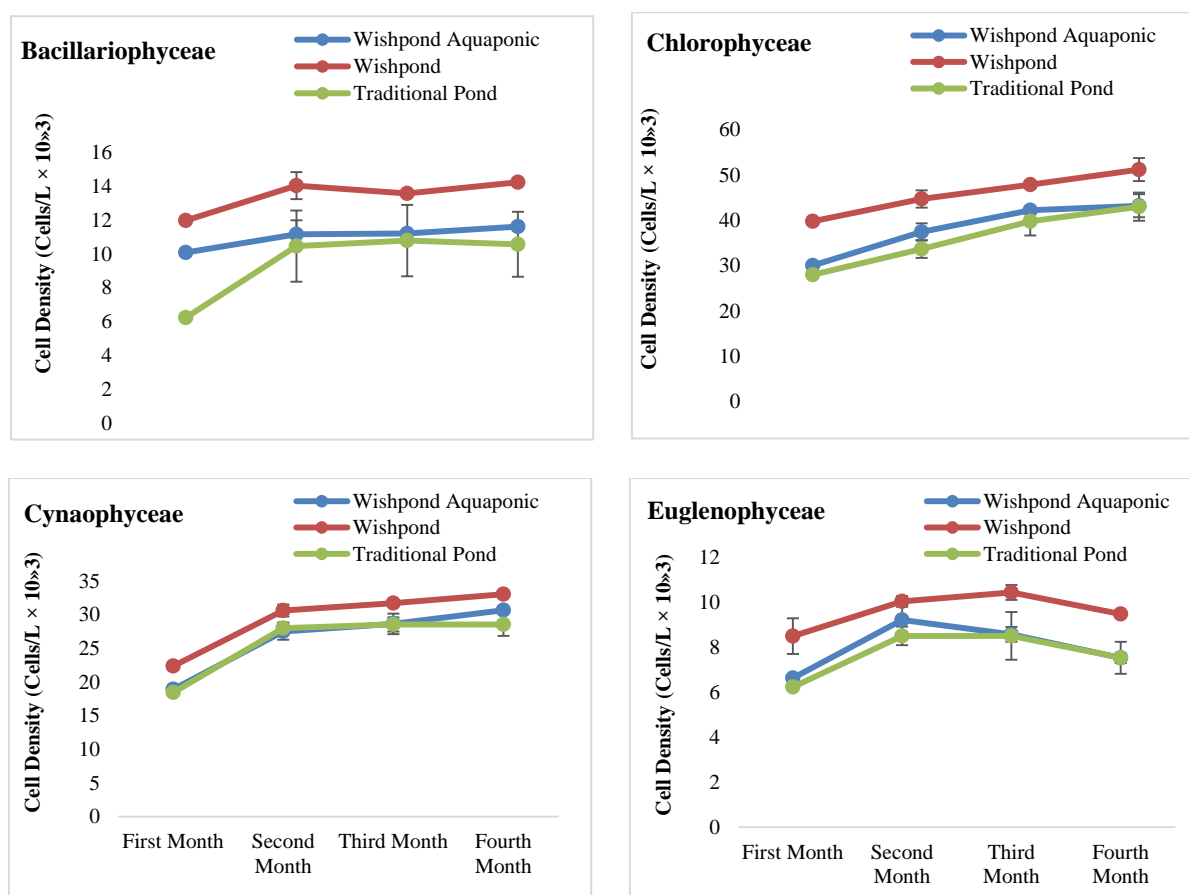 Bacillariophyceae
Wishpond Aquaponic
Wishpond
Traditional Pond
Cell Density (Cells/L × 10»3)
16
14
12
10
8
6
4
2
0
Chlorophyceae
Wishpond Aquaponic
Wishpond
Traditional Pond
Cell Density (Cells/L × 10»3)
60
50
40
30
20
10
0
Cynaophyceae
Wishpond Aquaponic
Wishpond
Traditional Pond
Cell Density (Cells/L × 10»3)
35
30
25
20
15
10
5
0
First Month
Second
Month
Third Month
Fourth
Month
Euglenophyceae
Wishpond Aquaponic
Wishpond
Traditional Pond
Cell Density (Cells/L × 10»3)
12
10
8
6
4
2
0
First Month
Second
Month
Third
Month
Fourth
Month